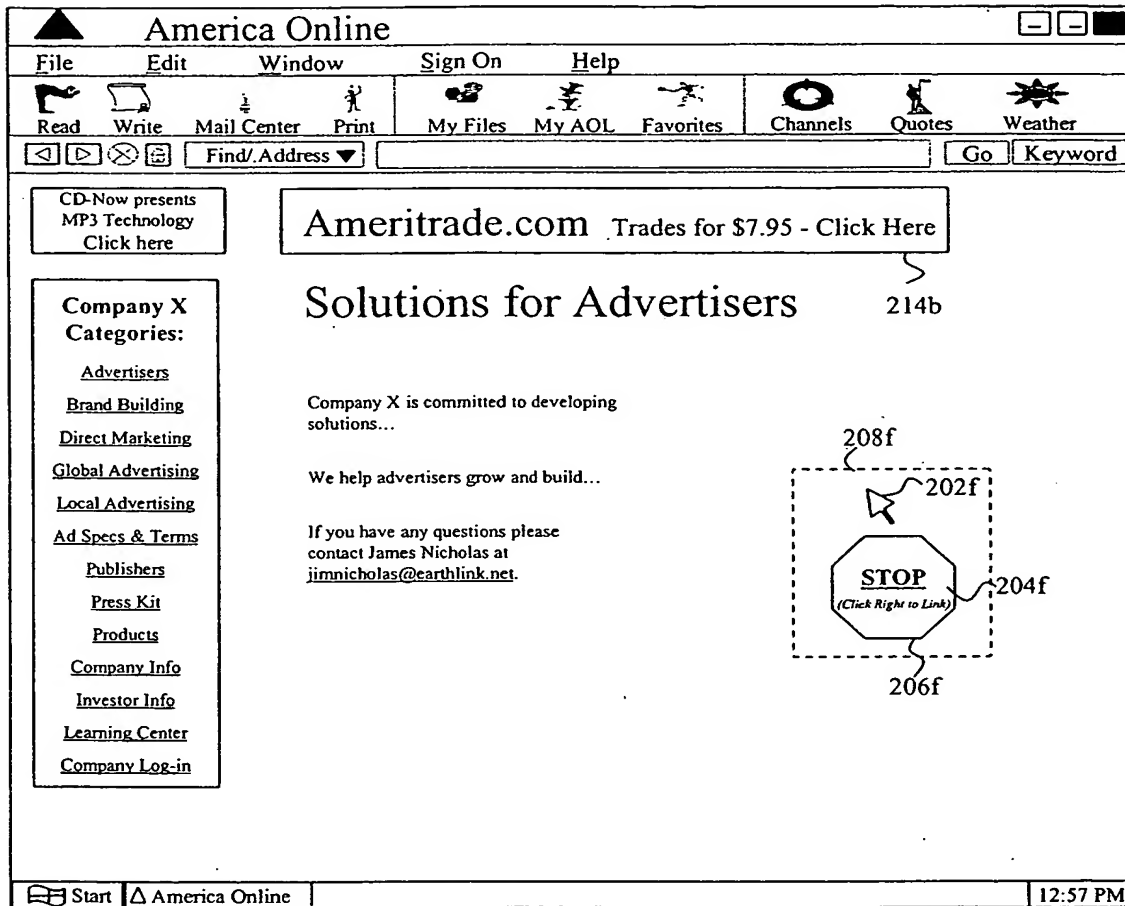 America Online
File Edit Window Sign On Help
Read Write Mail Center Print My Files My AOL Favorites Channels Quotes Weather
Find/.Address Go Keyword
CD-Now presents
MP3 Technology
Click here
Ameritrade.com Trades for $7.95 - Click Here
214b
Company X
Categories:
Advertisers
Brand Building
Direct Marketing
Global Advertising
Local Advertising
Ad Specs & Terms
Publishers
Press Kit
Products
Company Info
Investor Info
Learning Center
Company Log-in
Solutions for Advertisers
Company X is committed to developing
solutions...
We help advertisers grow and build...
If you have any questions please
contact James Nicholas at
jimnicholas@earthlink.net.
208f
202f
STOP
(Click Right to Link)
204f
206f
Start America Online 12:57 PM